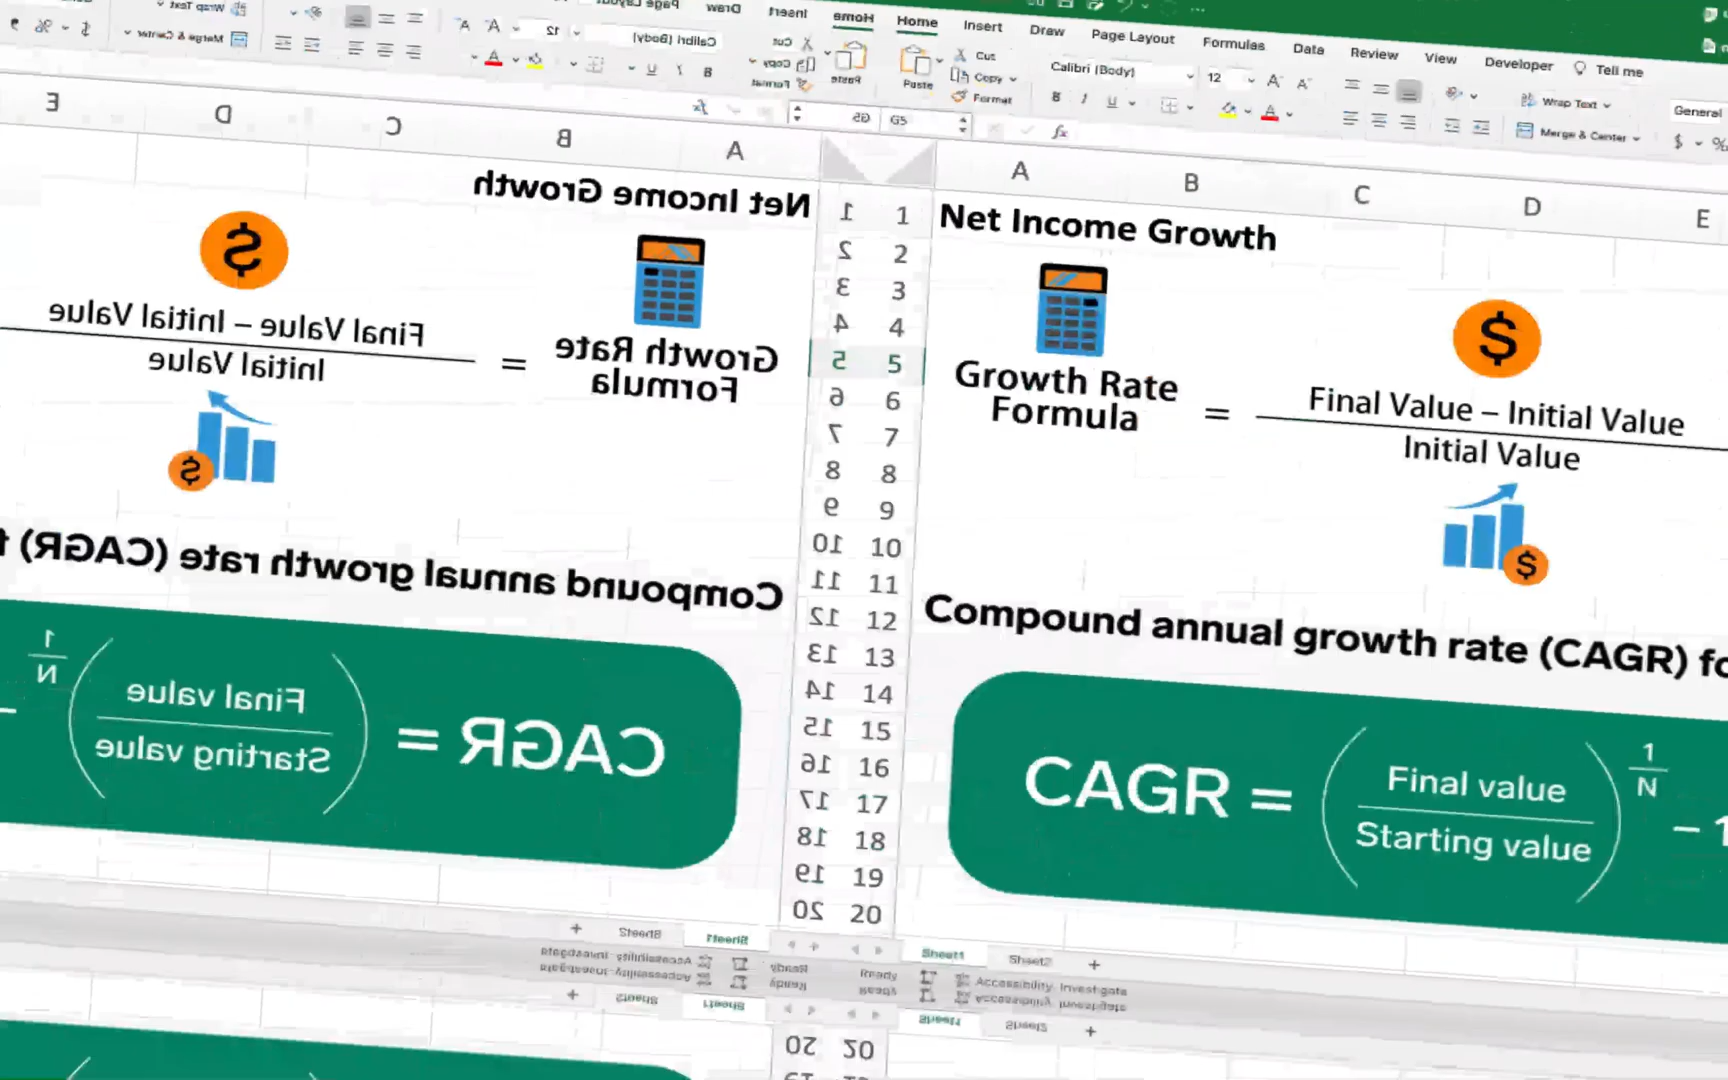 Home
Insert
Draw
Page Layout
Formulas
Data
Review
View
Developer
Tell me
Paste
Cut
Copy
Format
Calibri (Body)
12
B I U
Wrap Text
Merge & Center
General
$
%
G5
fx
A B C D E
1
2
3
4
5
6
7
8
9
10
11
12
13
14
15
16
17
18
19
20
Net Income Growth
$
Growth Rate
Formula
=
Final Value – Initial Value
Initial Value
$
Compound annual growth rate (CAGR) fo
CAGR = (Final value / Starting value) 1/N – 1
Sheet1
Sheet2
+
Ready
Accessibility: Investigate